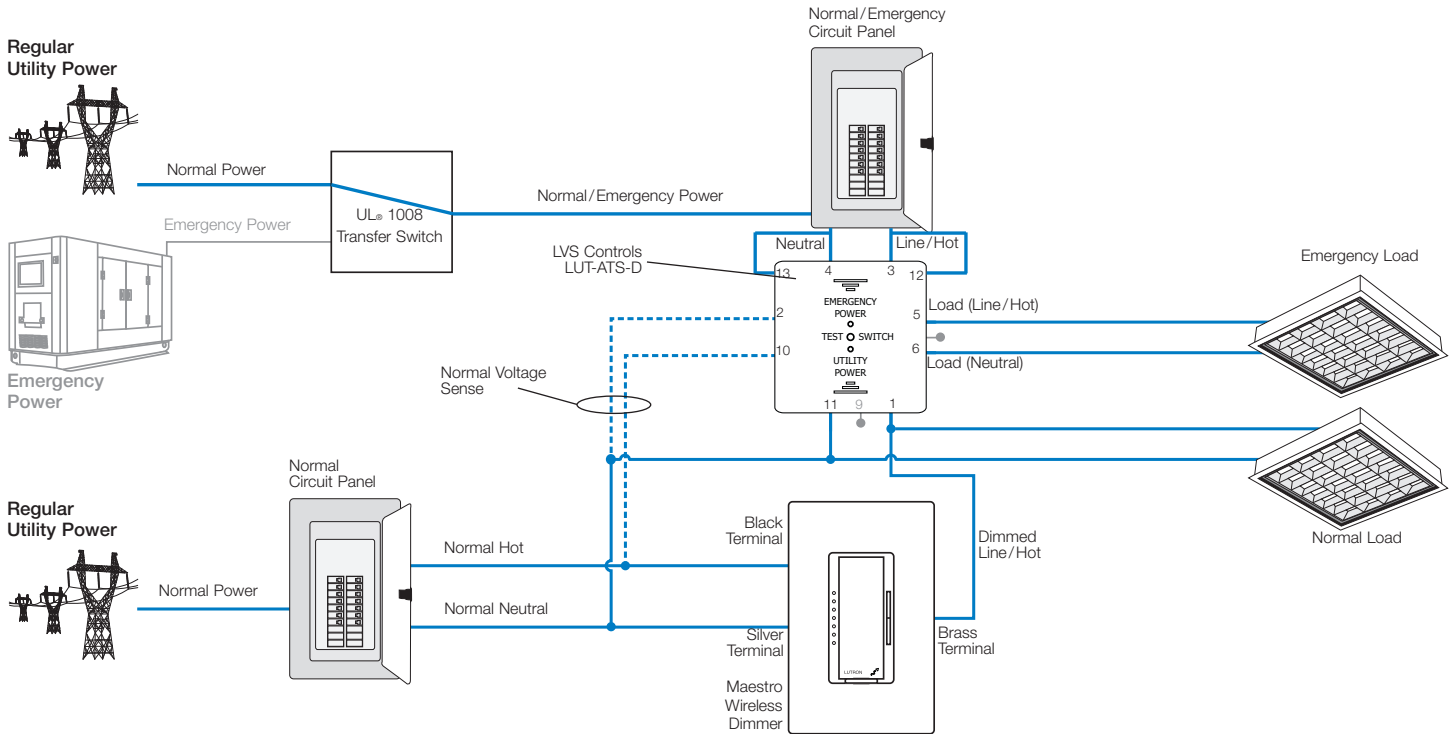 Normal/Emergency
Circuit Panel
Regular
Utility Power
Normal Power
UL® 1008
Transfer Switch
Normal/Emergency Power
Emergency Power
Emergency
Power
LVS Controls
LUT-ATS-D
Neutral
Line/Hot
13
4
3
12
EMERGENCY
POWER
TEST SWITCH
UTILITY
POWER
2
10
5
6
11
9
1
Load (Line/Hot)
Load (Neutral)
Emergency Load
Normal Voltage
Sense
Normal Load
Normal
Circuit Panel
Regular
Utility Power
Normal Power
Normal Hot
Normal Neutral
Black
Terminal
Silver
Terminal
Dimmed
Line/Hot
Brass
Terminal
LUTRON
Maestro
Wireless
Dimmer